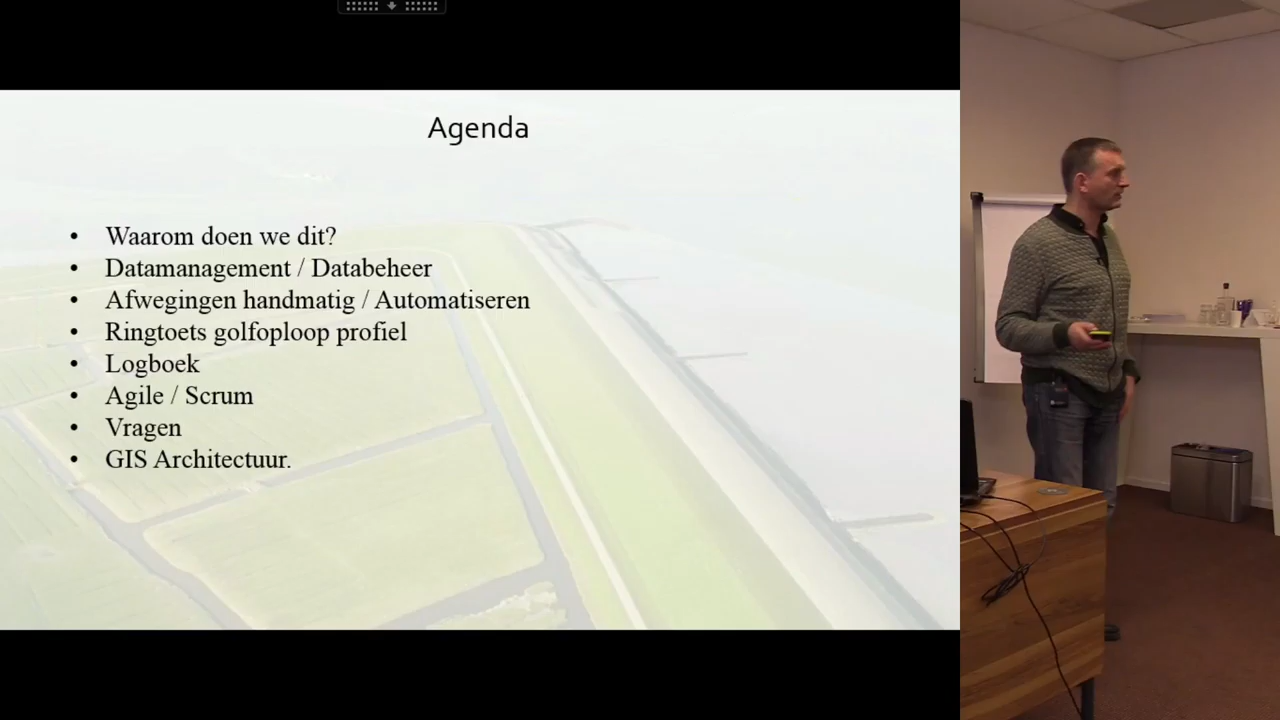 Agenda
• Waarom doen we dit?
• Datamanagement / Databeheer
• Afwegingen handmatig / Automatiseren
• Ringtoets golfoploop profiel
• Logboek
• Agile / Scrum
• Vragen
• GIS Architectuur.